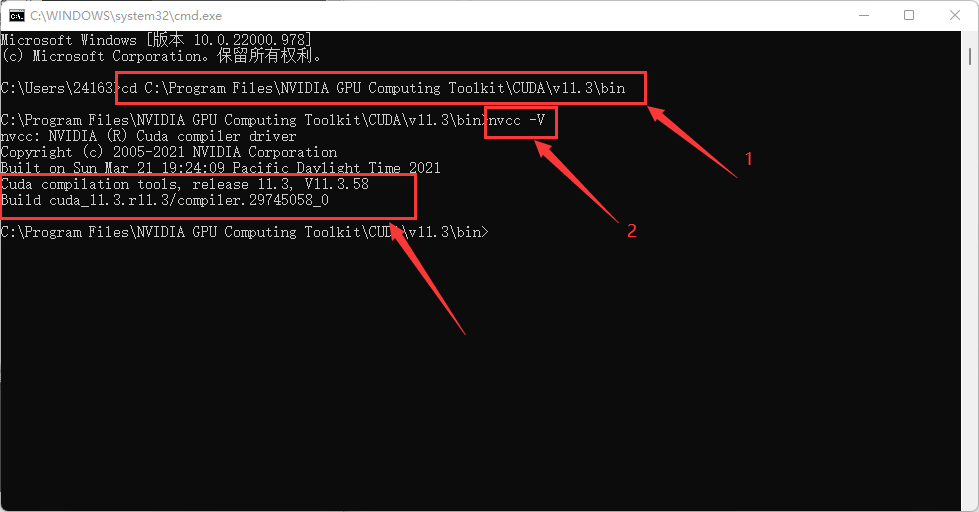 C:\WINDOWS\system32\cmd.exe
Microsoft Windows [版本 10.0.22000.978]
(c) Microsoft Corporation。保留所有权利。
C:\Users\24163>cd C:\Program Files\NVIDIA GPU Computing Toolkit\CUDA\v11.3\bin
C:\Program Files\NVIDIA GPU Computing Toolkit\CUDA\v11.3\bin>nvcc -V
nvcc: NVIDIA (R) Cuda compiler driver
Copyright (c) 2005-2021 NVIDIA Corporation
1
Built on Sun Mar 21 19:24:09 Pacific Daylight Time 2021
Cuda compilation tools, release 11.3, V11.3.58
Build cuda_11.3.r11.3/compiler.29745058_0
2
C:\Program Files\NVIDIA GPU Computing Toolkit\CUDA\v11.3\bin>